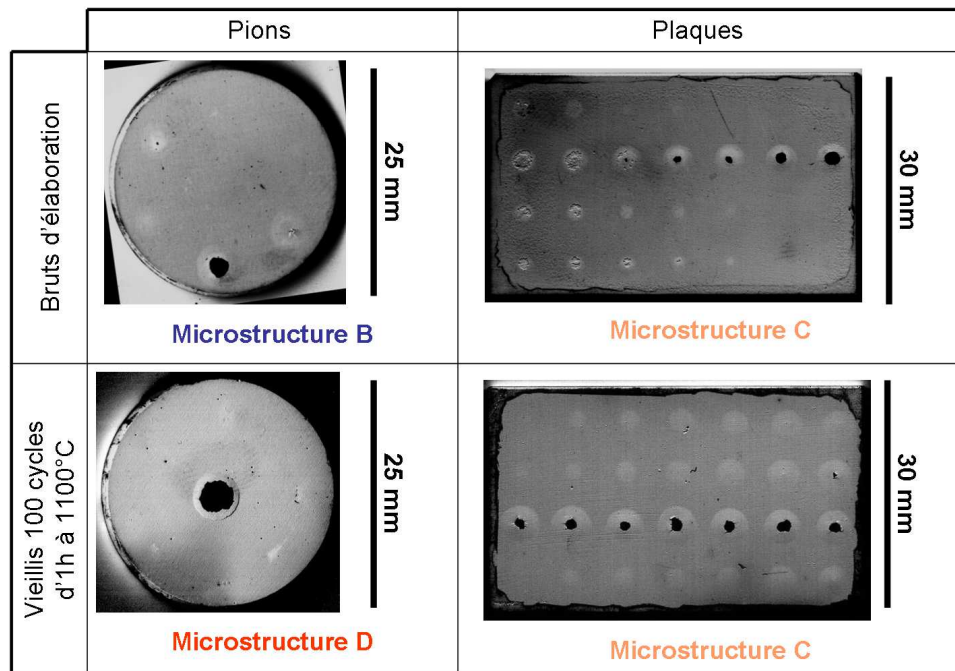 Pions
Plaques
Bruts d'élaboration
25 mm
30 mm
Microstructure B
Microstructure C
Vieillis 100 cycles
d'1h à 1100°C
25 mm
30 mm
Microstructure D
Microstructure C